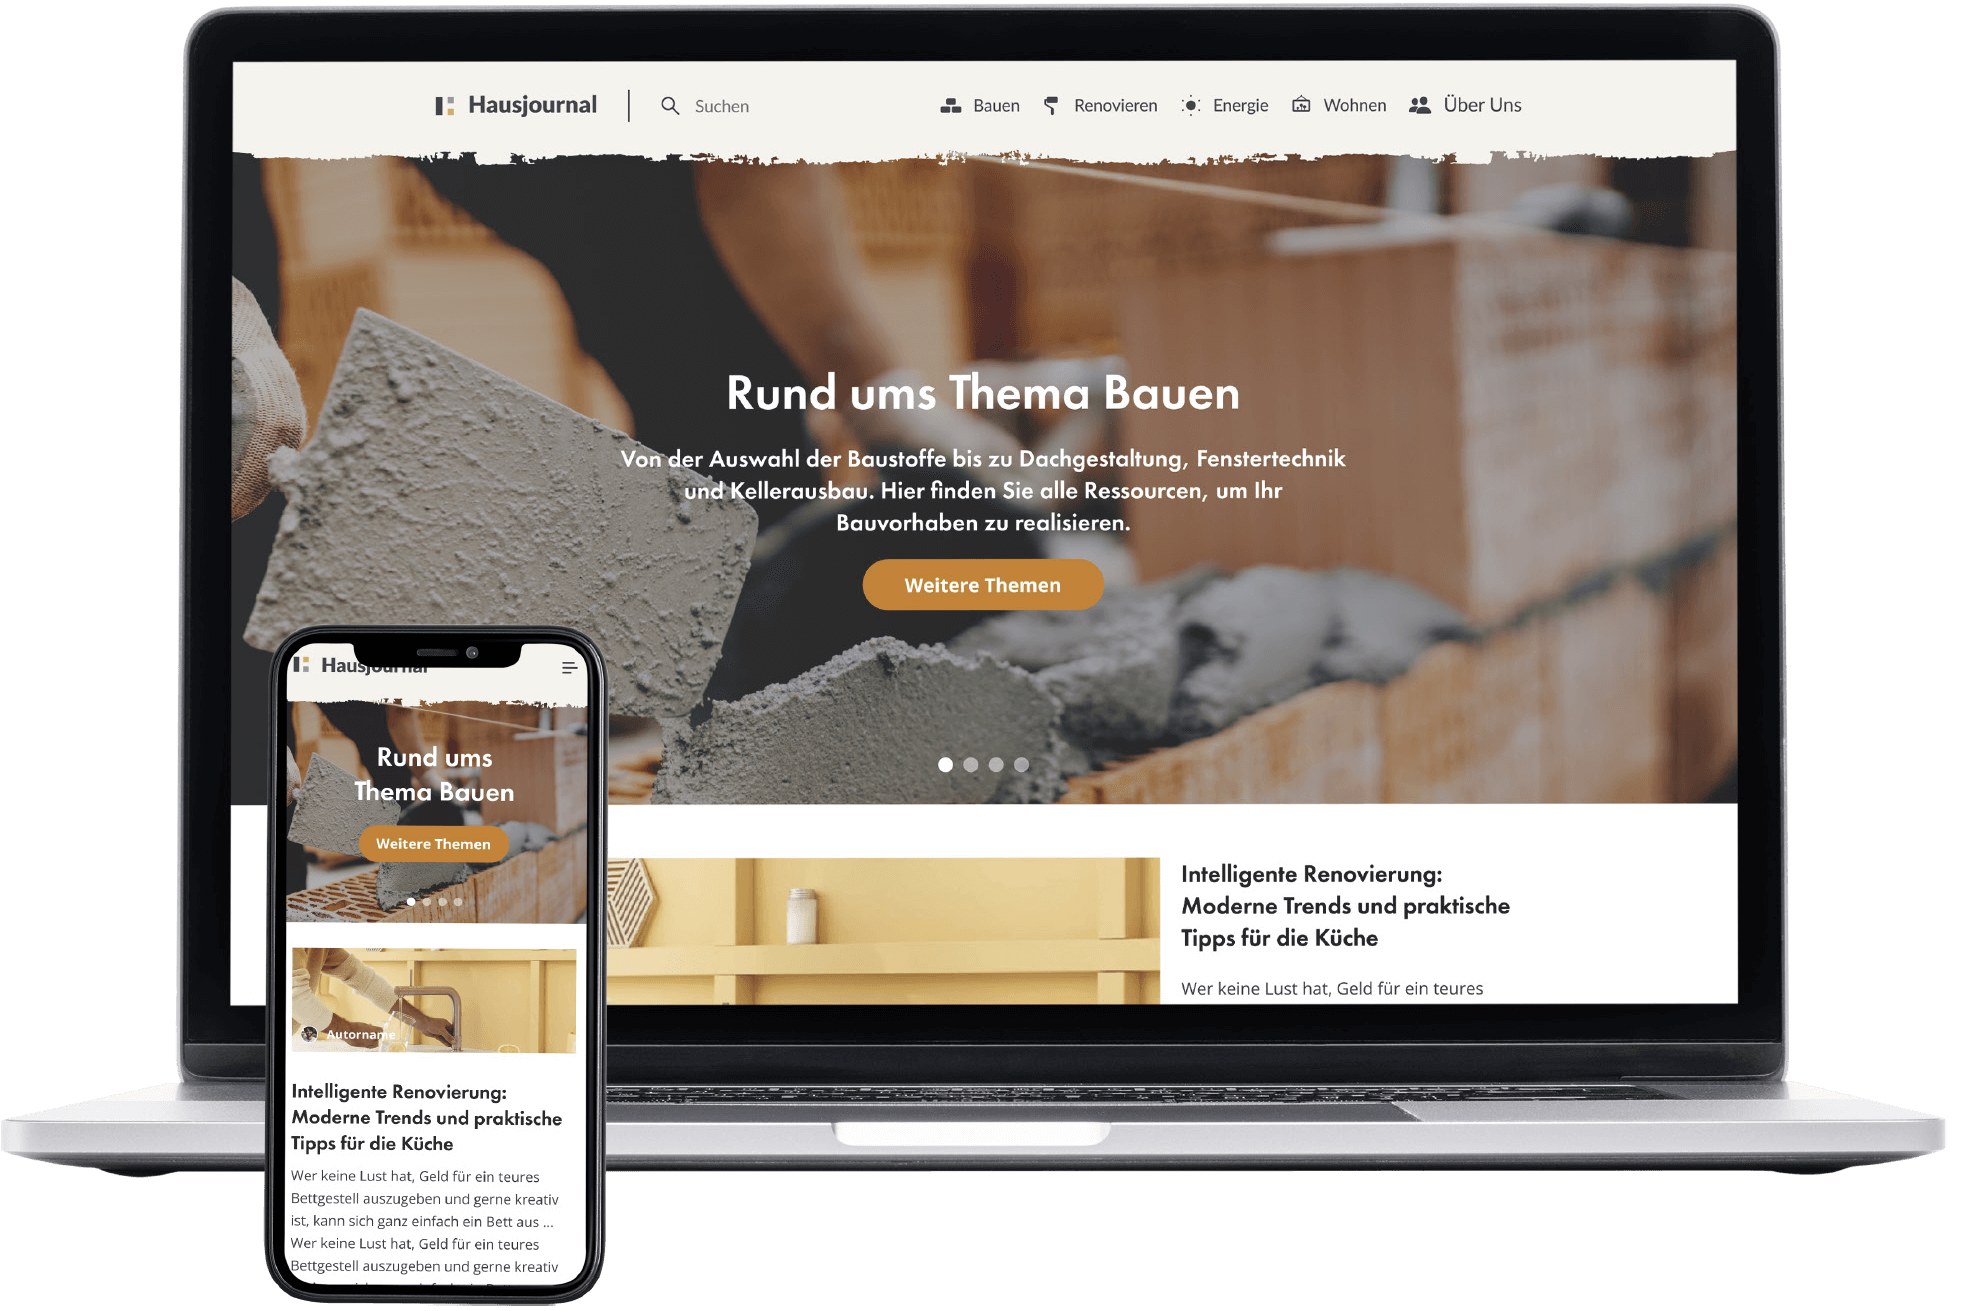 Hausjournal
Suchen
Bauen
Renovieren
Energie
Wohnen
Über Uns
Rund ums Thema Bauen
Von der Auswahl der Baustoffe bis zu Dachgestaltung, Fenstertechnik
und Kellerausbau. Hier finden Sie alle Ressourcen, um Ihr
Bauvorhaben zu realisieren.
Weitere Themen
Intelligente Renovierung:
Moderne Trends und praktische
Tipps für die Küche
Wer keine Lust hat, Geld für ein teures
Hausjournal
Rund ums
Thema Bauen
Weitere Themen
Autorname
Intelligente Renovierung:
Moderne Trends und praktische
Tipps für die Küche
Wer keine Lust hat, Geld für ein teures
Bettgestell auszugeben und gerne kreativ
ist, kann sich ganz einfach ein Bett aus ...
Wer keine Lust hat, Geld für ein teures
Bettgestell auszugeben und gerne kreativ